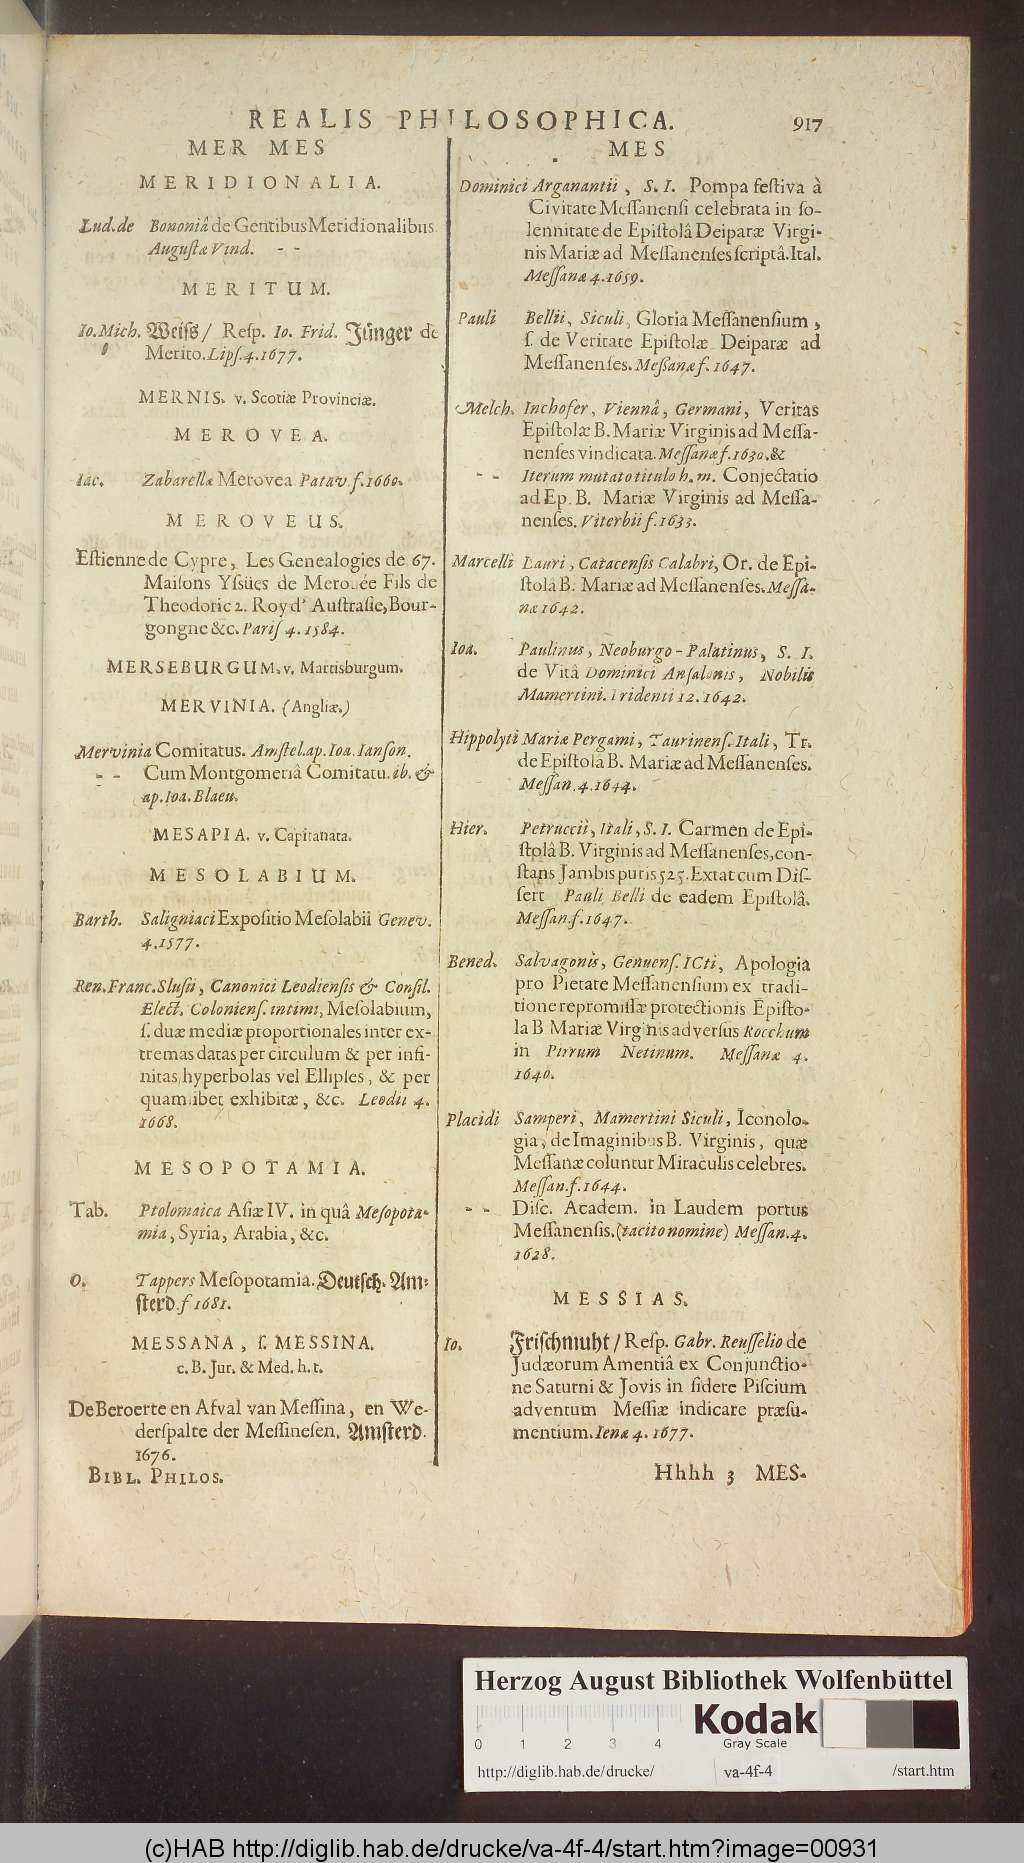 REALIS PHILOSOPHICA. 917
MER MES
MERIDIONALIA.
Lud. de Bononiâ de Gentibus Meridionalibus.
Augustæ Vind. - -
MERITUM.
Io. Mich. Weiſs / Reſp. Io. Frid. Jünger de
Merito. Lipſ. 4. 1677.
MERNIS. v. Scotiæ Provinciæ.
MEROVEA.
Iac. Zabarellæ Merovea Patav. f. 1660.
MEROVEUS.
Eſtienne de Cypre, Les Genealogies de 67.
Maiſons Yſſües de Merouée Fils de
Theodoric 2. Roy d' Auſtraſie, Bour-
gongne &c. Pariſ 4. 1584.
MERSEBURGUM. v. Martisburgum.
MERVINIA. (Angliæ.)
Mervinia Comitatus. Amſtel. ap. Ioa. Ianſon.
- - Cum Montgomeriâ Comitatu. ib. &
ap. Ioa. Blaeu.
MESAPIA. v. Capitanata.
MESOLABIUM.
Barth. Saligniaci Expoſitio Meſolabii Genev.
4. 1577.
Ren. Franc. Sluſii, Canonici Leodienſis & Conſil.
Elect. Colonienſ. intimi, Meſolabium,
ſ. duæ mediæ proportionales inter ex-
tremas datas per circulum & per infi-
nitas hyperbolas vel Ellipſes, & per
quamlibet exhibitæ, &c. Leodii 4.
1668.
MESOPOTAMIA.
Tab. Ptolomaica Aſiæ IV. in quâ Meſopota-
mia, Syria, Arabia, &c.
O. Tappers Meſopotamia. Deutſch. Am-
ſterd. f 1681.
MESSANA, ſ. MESSINA.
c. B. Jur. & Med. h. t.
De Beroerte en Afval van Meſſina, en We-
derſpalte der Meſſineſen. Amſterd.
1676.
BIBL. PHILOS.
MES
Dominici Arganantii, S. I. Pompa feſtiva à
Civitate Meſſanenſi celebrata in ſo-
lennitate de Epiſtolâ Deiparæ Virgi-
nis Mariæ ad Meſſanenſes ſcriptâ. Ital.
Meſſanæ 4. 1659.
Pauli Bellii, Siculi, Gloria Meſſanenſium,
ſ. de Veritate Epiſtolæ Deiparæ ad
Meſſanenſes. Meſſanæ f. 1647.
Melch. Inchofer, Viennâ, Germani, Veritas
Epiſtolæ B. Mariæ Virginis ad Meſſa-
nenſes vindicata. Meſſanæ f. 1630. &
- - Iterum mutato titulo h. m. Conjectatio
ad Ep. B. Mariæ Virginis ad Meſſa-
nenſes. Viterbii f. 1633.
Marcelli Lauri, Catacenſis Calabri, Or. de Epi-
ſtolâ B. Mariæ ad Meſſanenſes. Meſſa-
næ 1642.
Ioa. Paulinus, Neoburgo-Palatinus, S. I.
de Vitâ Dominici Anſalonis, Nobilis
Mamertini. Tridenti 12. 1642.
Hippolyti Mariæ Pergami, Taurinenſ. Itali, Tr.
de Epiſtolâ B. Mariæ ad Meſſanenſes.
Meſſan. 4. 1644.
Hier. Petruccii, Itali, S. I. Carmen de Epi-
ſtolâ B. Virginis ad Meſſanenſes, con-
ſtans Jambis puris 525. Extat cum Diſ-
ſert Pauli Belli de eadem Epiſtolâ.
Meſſan. f. 1647.
Bened. Salvagonis, Genuenſ. ICti, Apologia
pro Pietate Meſſanenſium ex tradi-
tione repromiſſæ protectionis Epiſto-
la B Mariæ Virginis adverſus Rocchum
in Pirrum Netinum. Meſſanæ 4.
1640.
Placidi Samperi, Mamertini Siculi, Iconolo-
gia, de Imaginibus B. Virginis, quæ
Meſſanæ coluntur Miraculis celebres.
Meſſan. f. 1644.
- - Diſc. Academ. in Laudem portus
Meſſanenſis. (tacito nomine) Meſſan. 4.
1628.
MESSIAS.
Io. Friſchmuht / Reſp. Gabr. Reuſſelio de
Judæorum Amentiâ ex Conjunctio-
ne Saturni & Jovis in ſidere Piſcium
adventum Meſſiæ indicare præſu-
mentium. Ienæ 4. 1677.
Hhhh 3 MES-
Herzog August Bibliothek Wolfenbüttel
0 1 2 3 4
Kodak
Gray Scale
http://diglib.hab.de/drucke/ va-4f-4 /start.htm
(c)HAB http://diglib.hab.de/drucke/va-4f-4/start.htm?image=00931